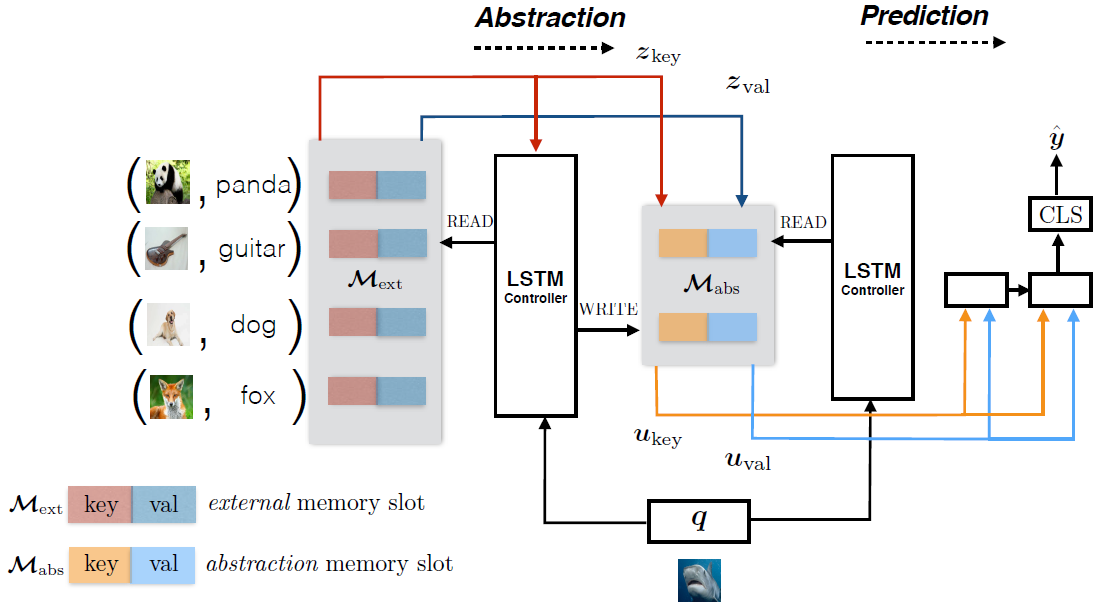 Abstraction
Prediction
z_key
z_val
ŷ
CLS
( , panda)
( , guitar)
( , dog)
( , fox)
READ
READ
M_ext
LSTM
Controller
WRITE
M_abs
LSTM
Controller
u_key
u_val
q
M_ext key val external memory slot
M_abs key val abstraction memory slot